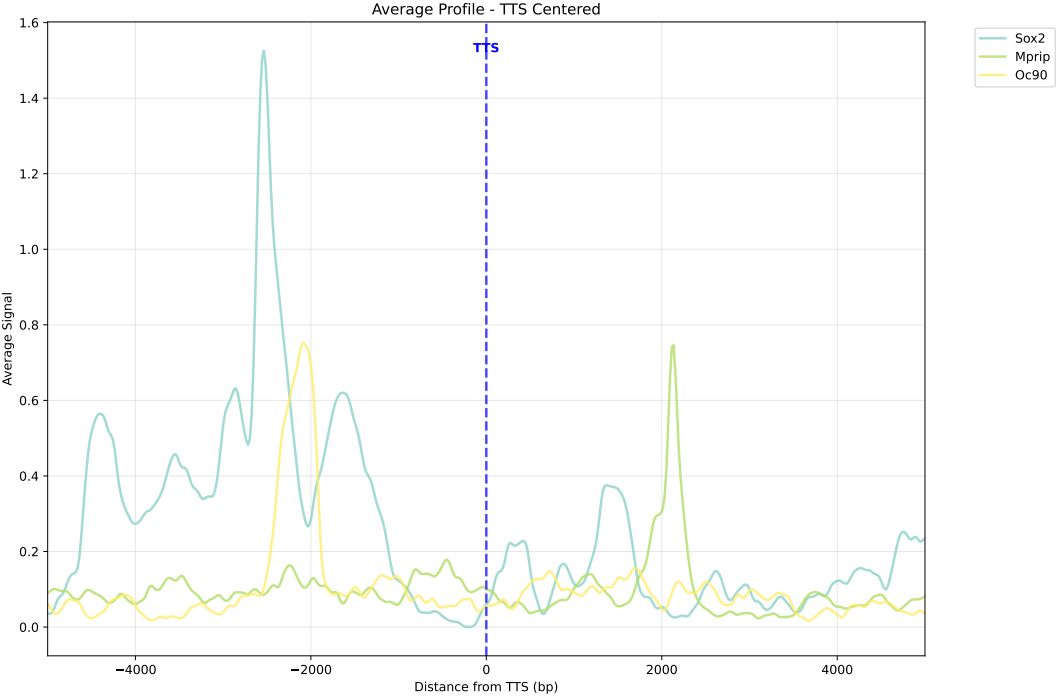 Average Profile - TTS Centered
TTS
Sox2
Mprip
Oc90
Average Signal
1.6
1.4
1.2
1.0
0.8
0.6
0.4
0.2
0.0
−4000
−2000
0
2000
4000
Distance from TTS (bp)